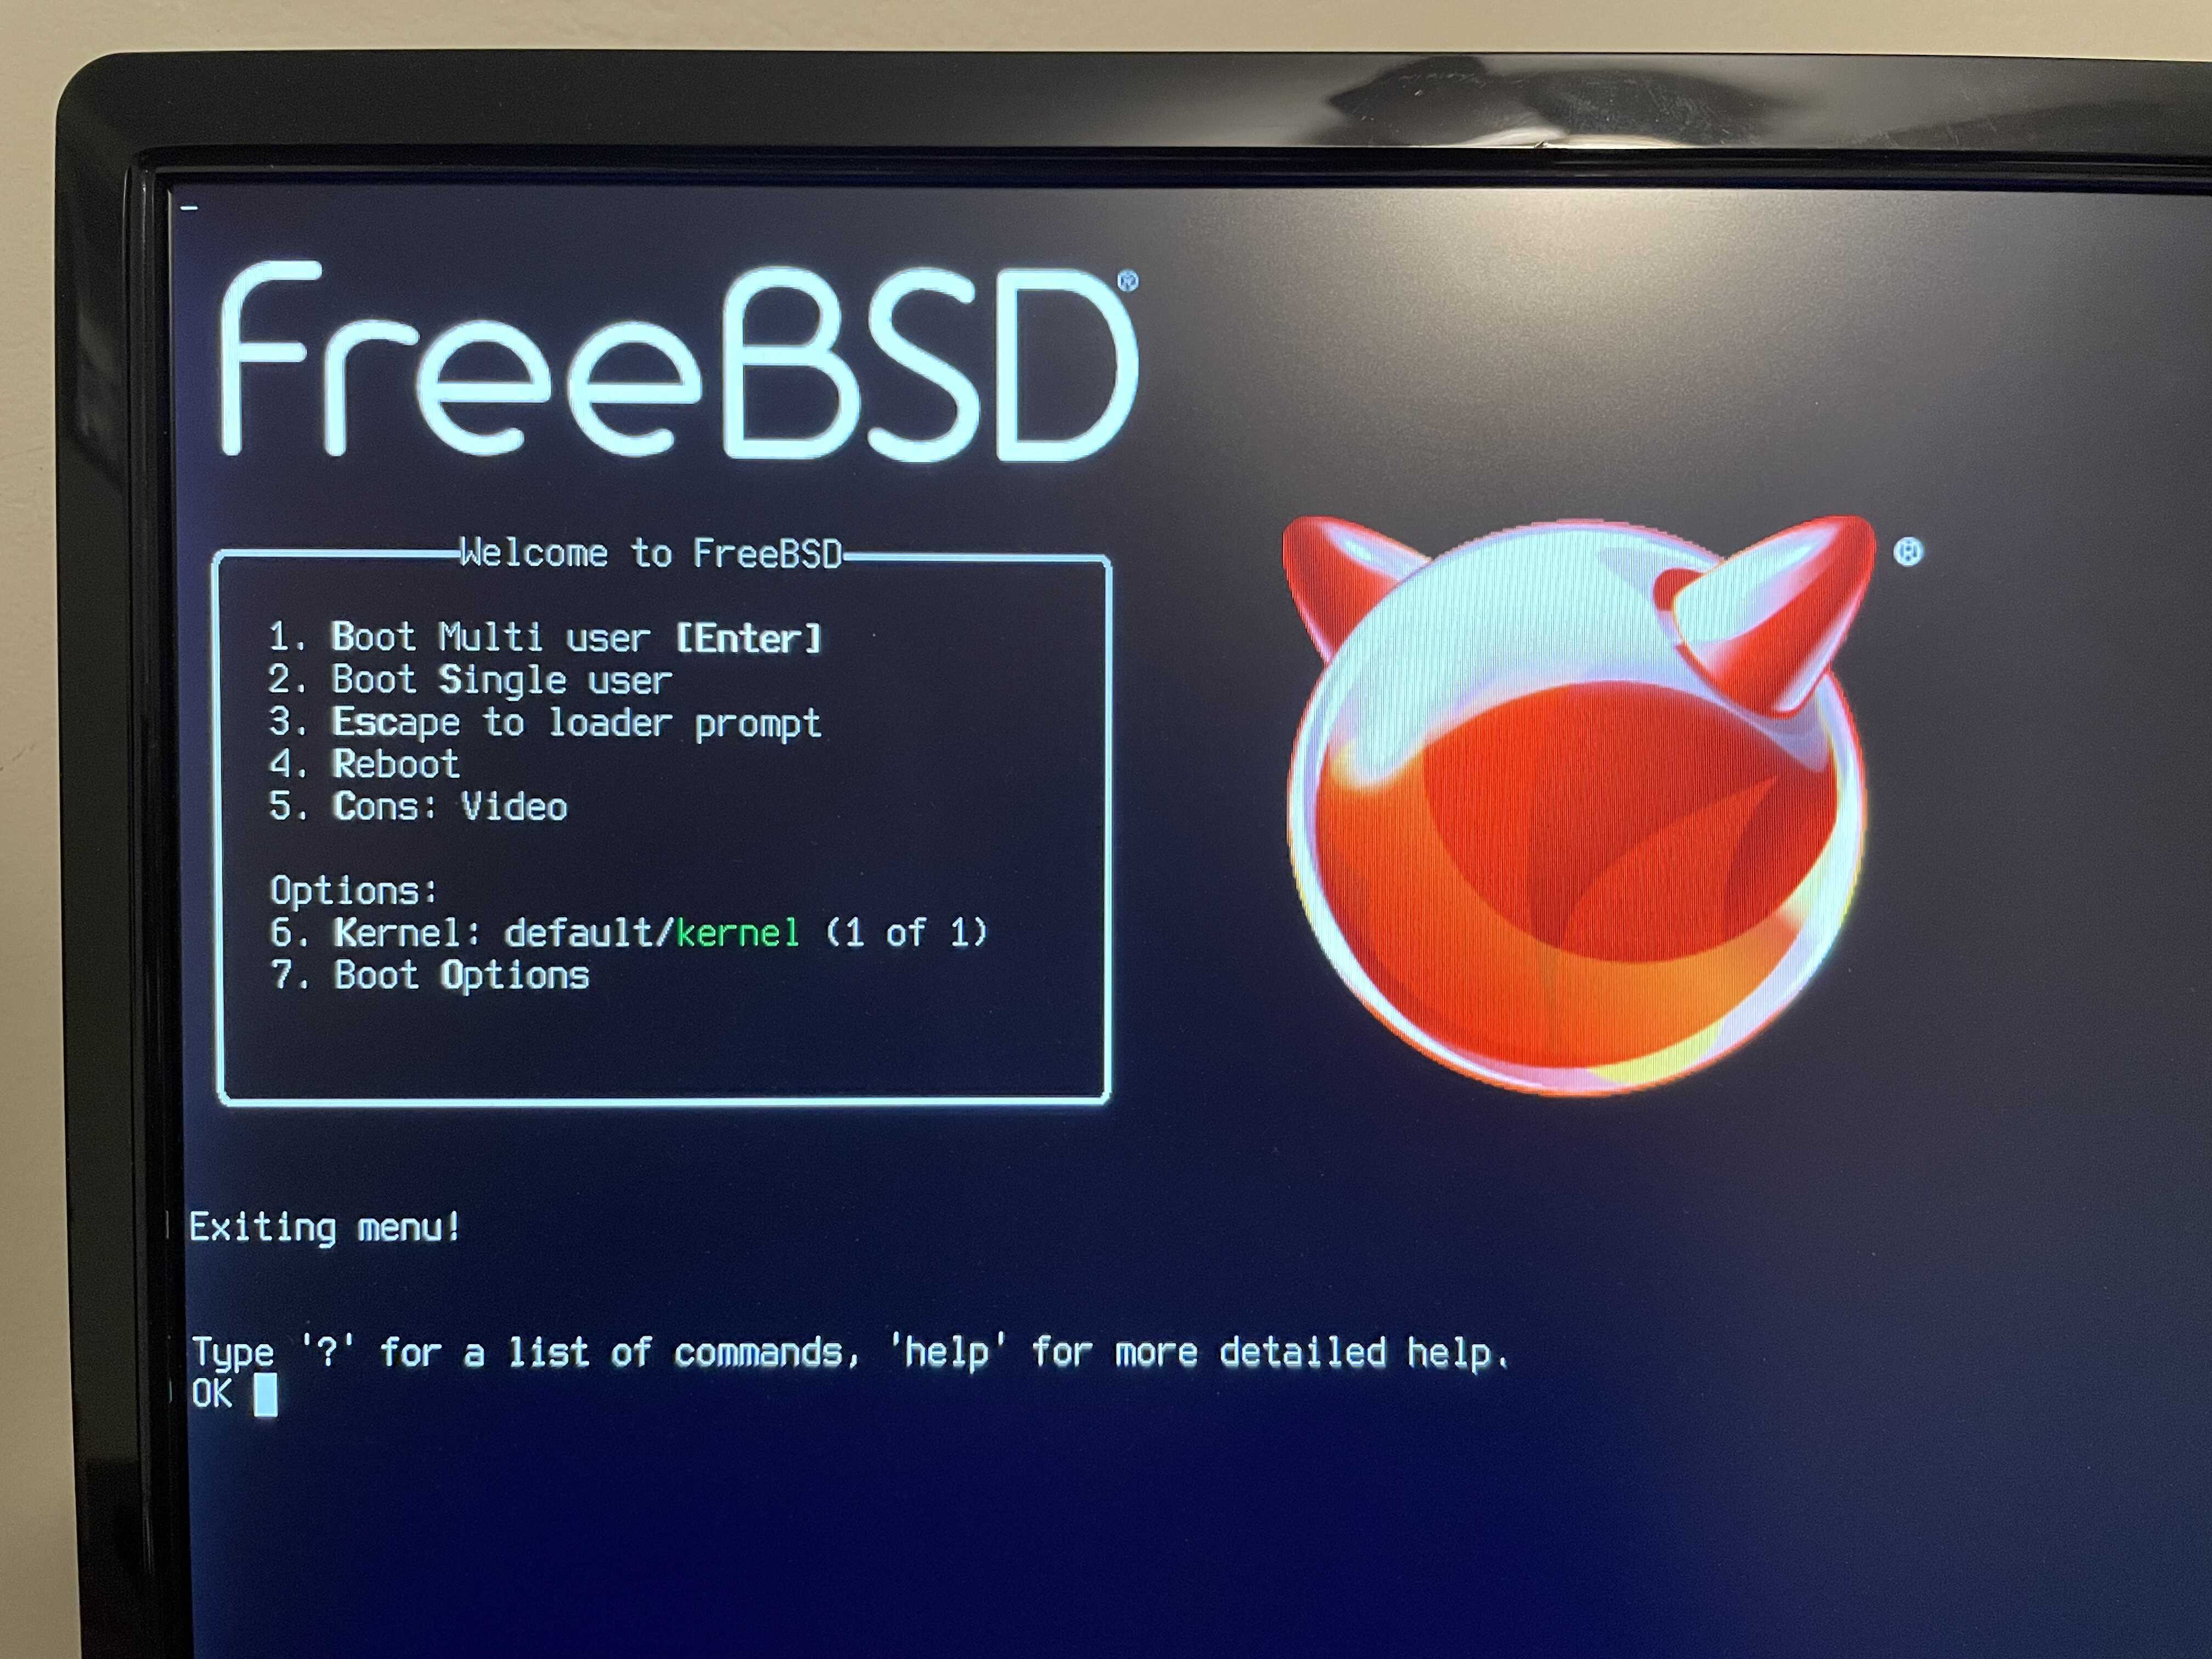 freeBSD®
Welcome to FreeBSD
1. Boot Multi user [Enter]
2. Boot Single user
3. Escape to loader prompt
4. Reboot
5. Cons: Video
Options:
6. Kernel: default/kernel (1 of 1)
7. Boot Options
®
Exiting menu!
Type '?' for a list of commands, 'help' for more detailed help.
OK